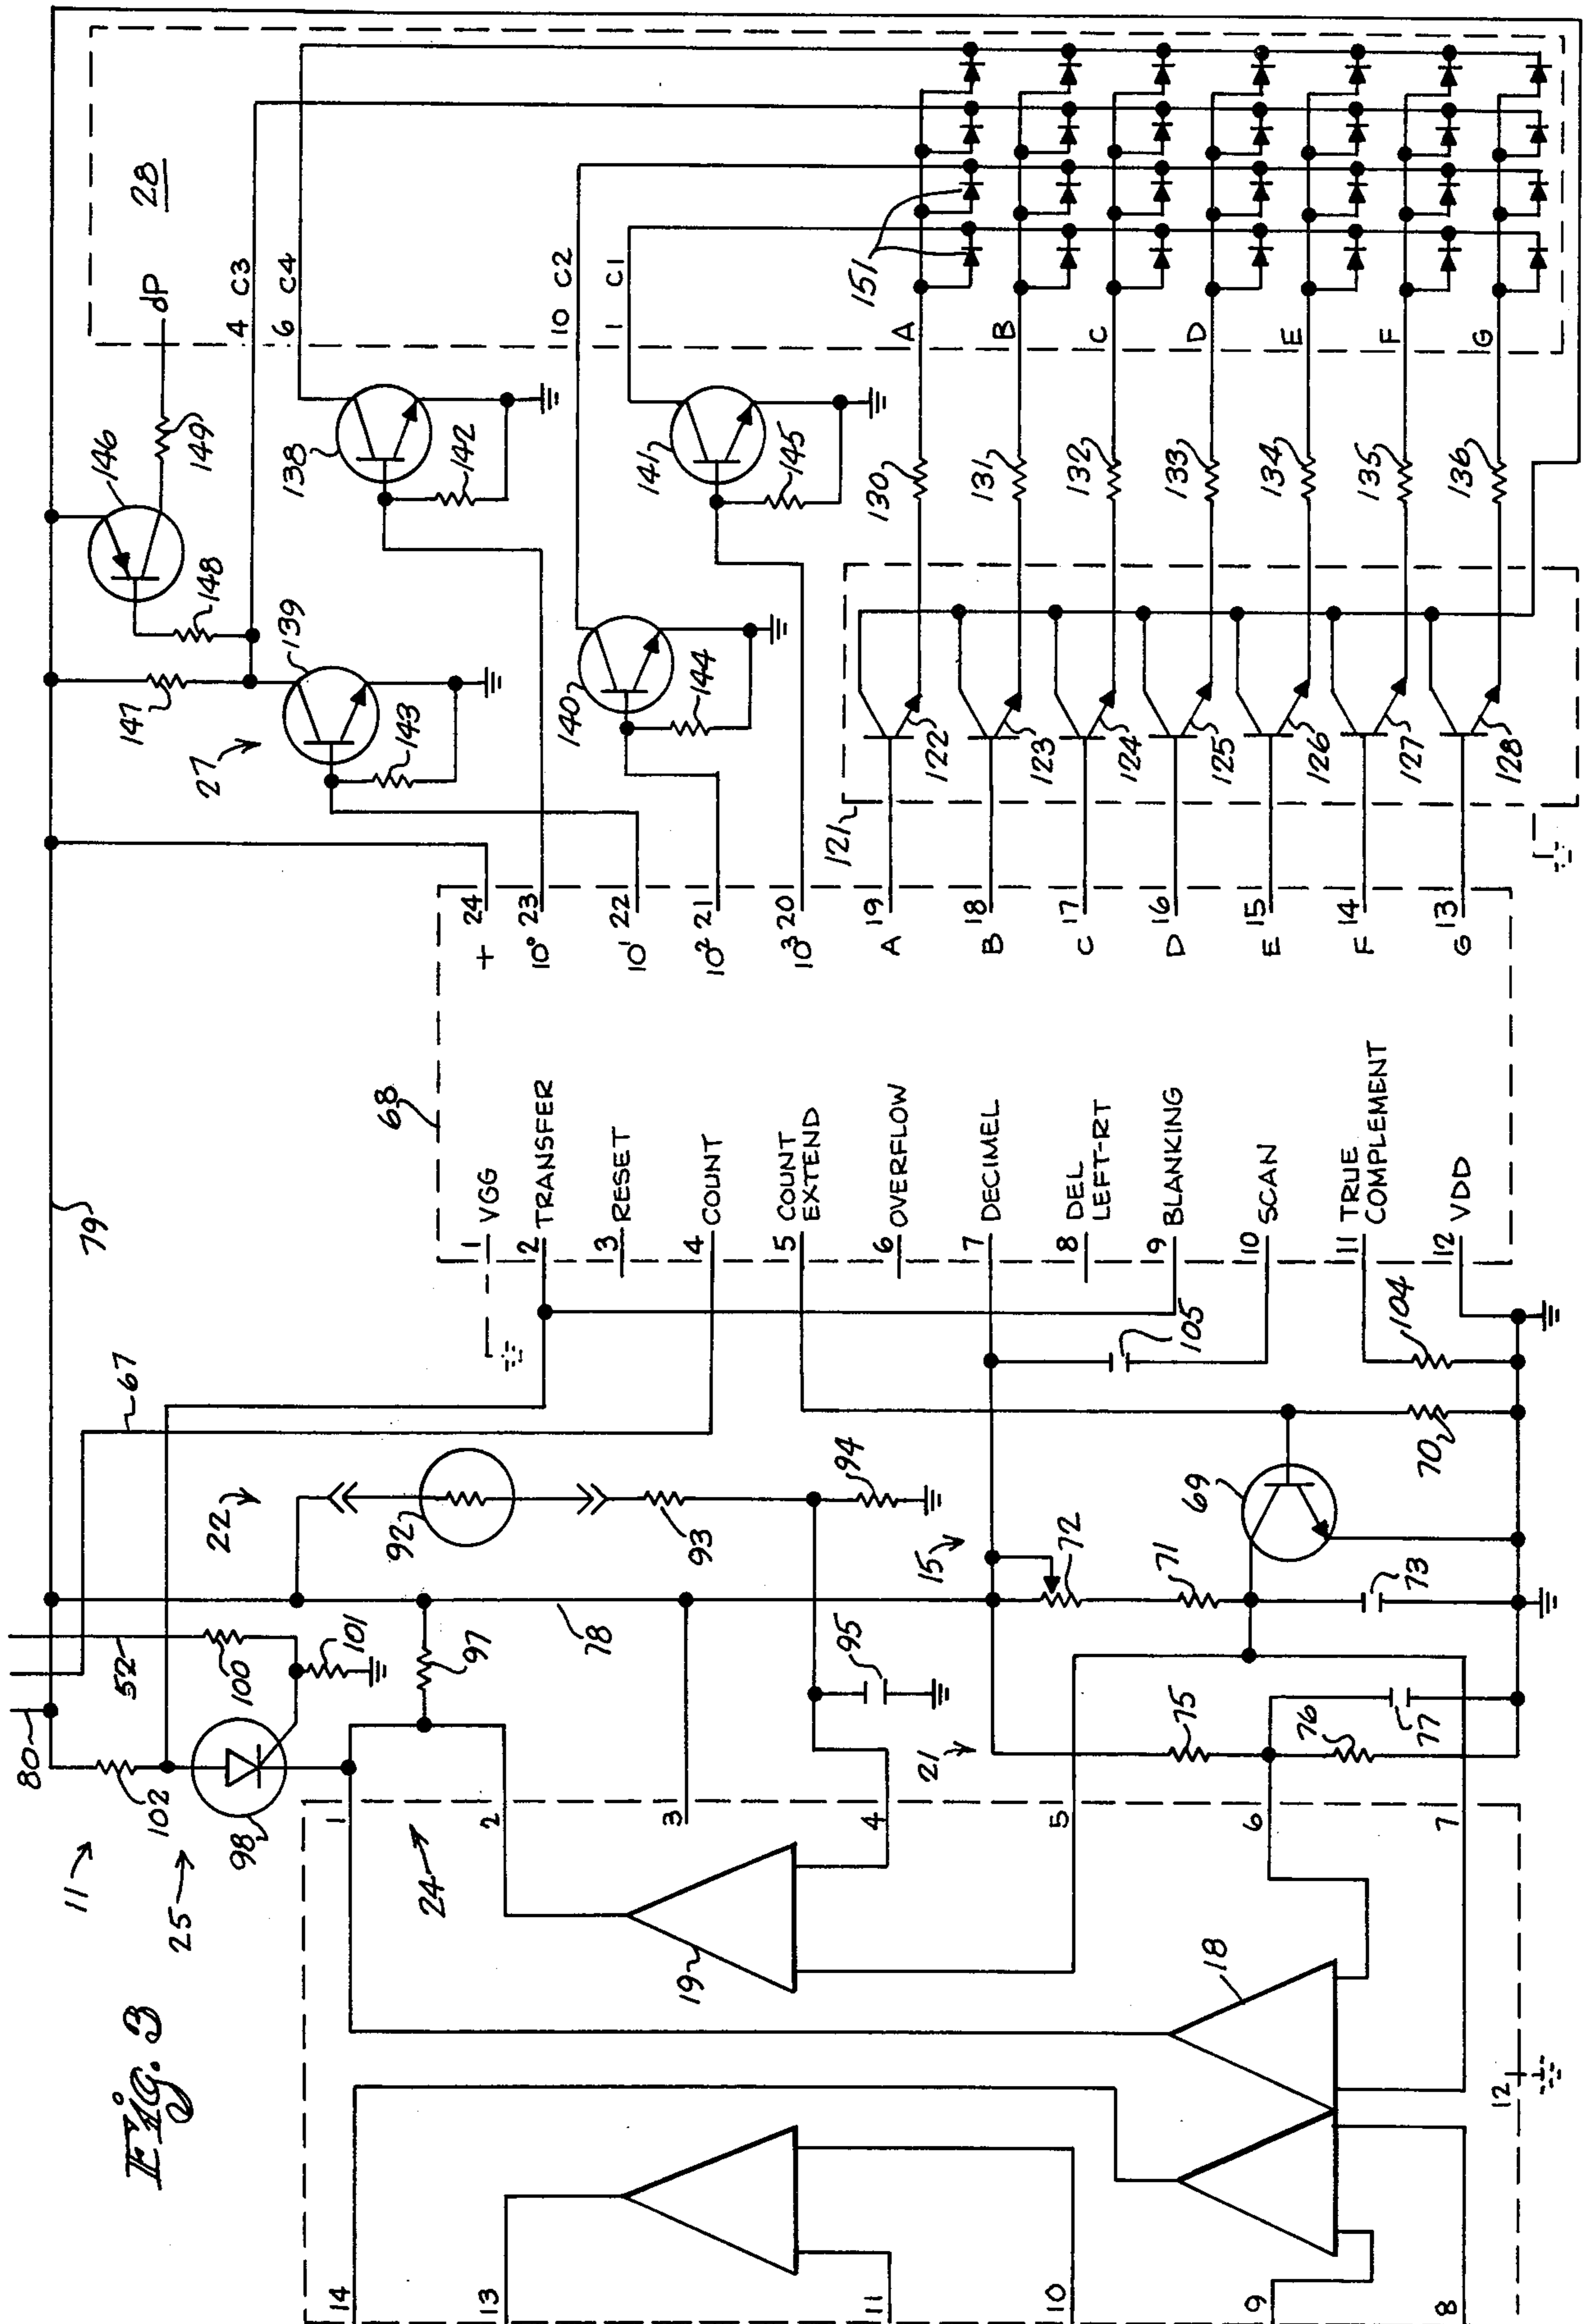 Fig. 3
11
25
80
102
98
52
100
101
24
97
22
92
93
94
95
78
67
79
15
72
71
73
21
75
76
77
69
70
104
105
19
18
14
13
11
10
9
8
12
1
2
3
4
5
6
7
68
1 VGG
2 TRANSFER
3 RESET
4 COUNT
5 COUNT EXTEND
6 OVERFLOW
7 DECIMEL
8 DEL LEFT-RT
9 BLANKING
10 SCAN
11 TRUE COMPLEMENT
12 VDD
+ 24
10⁰ 23
10¹ 22
10² 21
10³ 20
A 19
B 18
C 17
D 16
E 15
F 14
G 13
27
147
148
146
149
139
143
138
142
140
144
141
145
121
122
123
124
125
126
127
128
130
131
132
133
134
135
136
28
dP
4 C3
6 C4
10 C2
1 C1
151
A
B
C
D
E
F
G